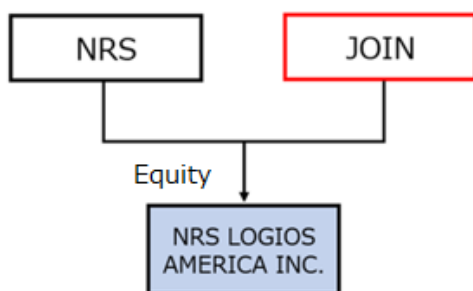 NRS
JOIN
Equity
NRS LOGIOS
AMERICA INC.